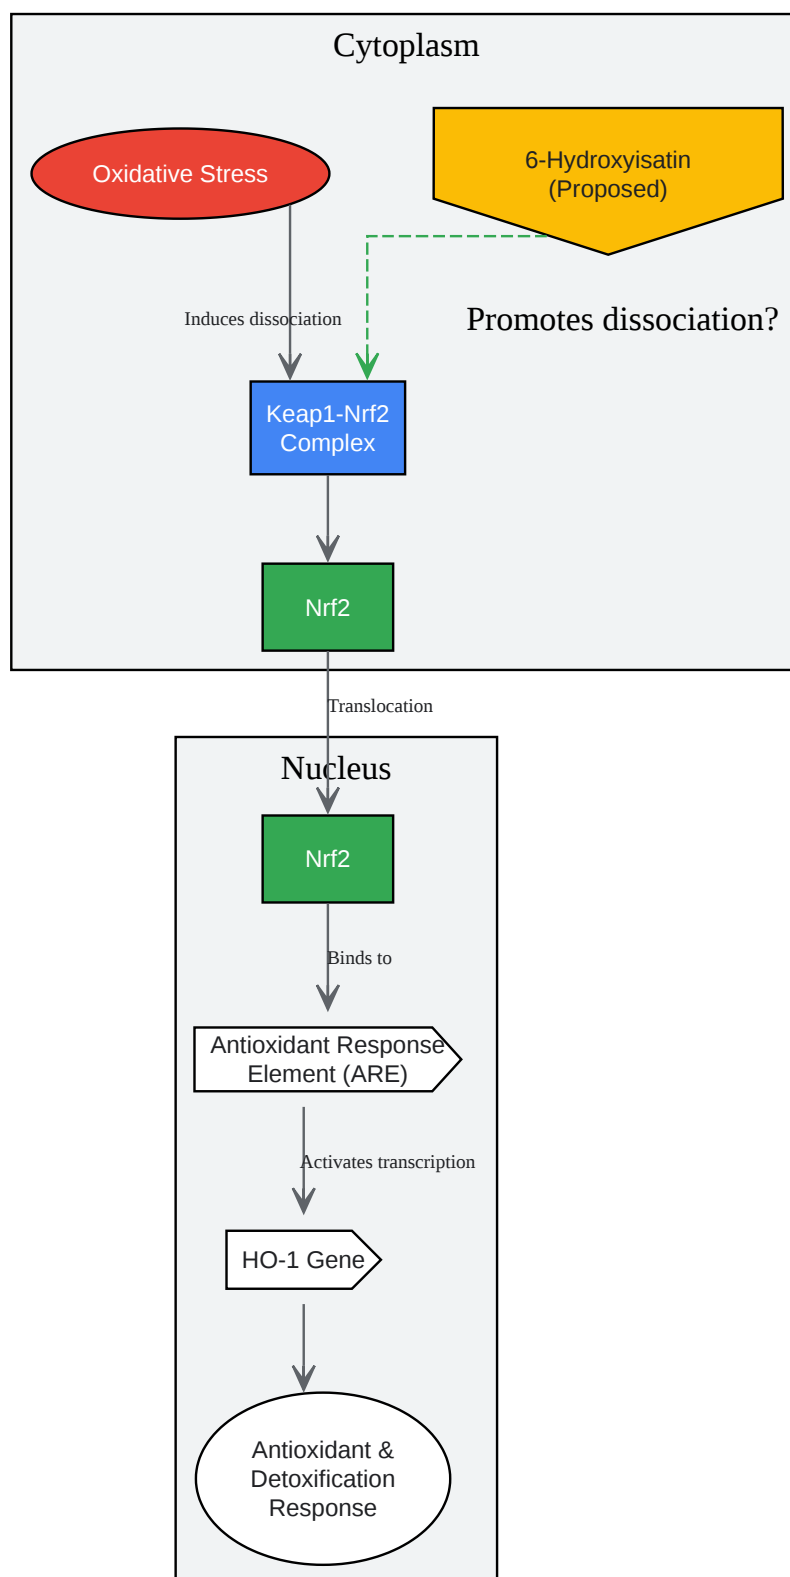 Cytoplasm
Oxidative Stress
6-Hydroxyisatin
(Proposed)
Induces dissociation
Promotes dissociation?
Keap1-Nrf2
Complex
Nrf2
Translocation
Nucleus
Nrf2
Binds to
Antioxidant Response
Element (ARE)
Activates transcription
HO-1 Gene
Antioxidant &
Detoxification
Response